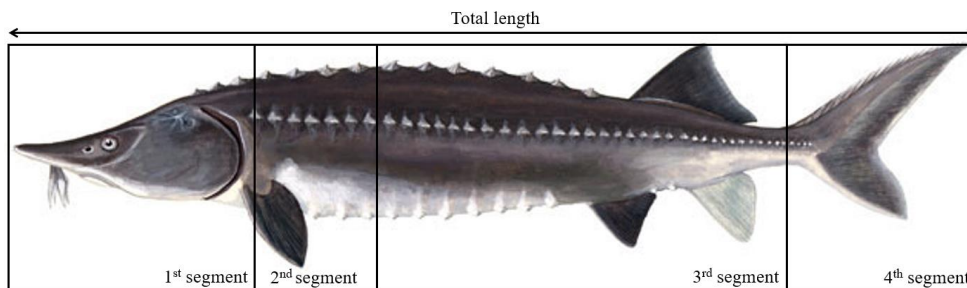 Total length
1st segment
2nd segment
3rd segment
4th segment